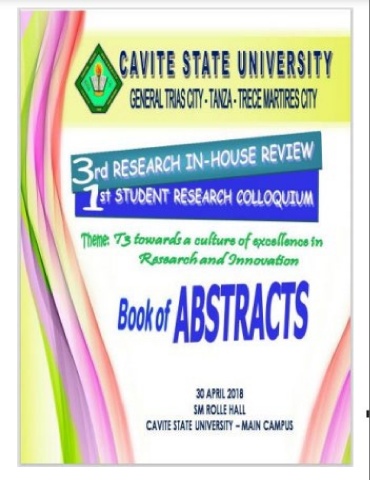 CAVITE STATE UNIVERSITY
GENERAL TRIAS CITY - TANZA - TRECE MARTIRES CITY
3rd RESEARCH IN-HOUSE REVIEW
1st STUDENT RESEARCH COLLOQUIUM
Theme: T3 towards a culture of excellence in
Research and Innovation
Book of ABSTRACTS
30 APRIL 2018
SM ROLLE HALL
CAVITE STATE UNIVERSITY – MAIN CAMPUS